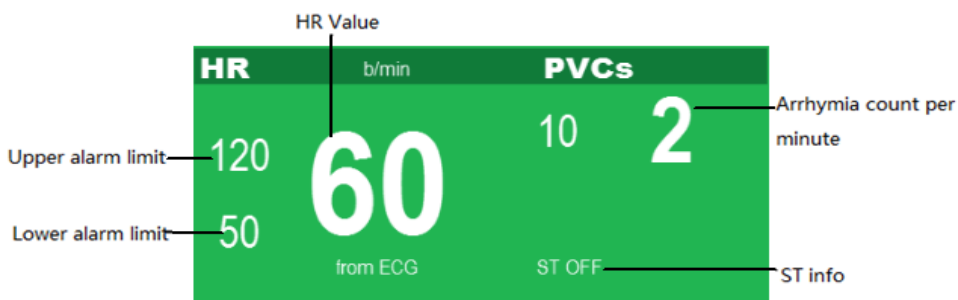 HR Value
HR b/min PVCs
Upper alarm limit 120 60 10 2 Arrhymia count per
minute
Lower alarm limit 50
from ECG ST OFF ST info